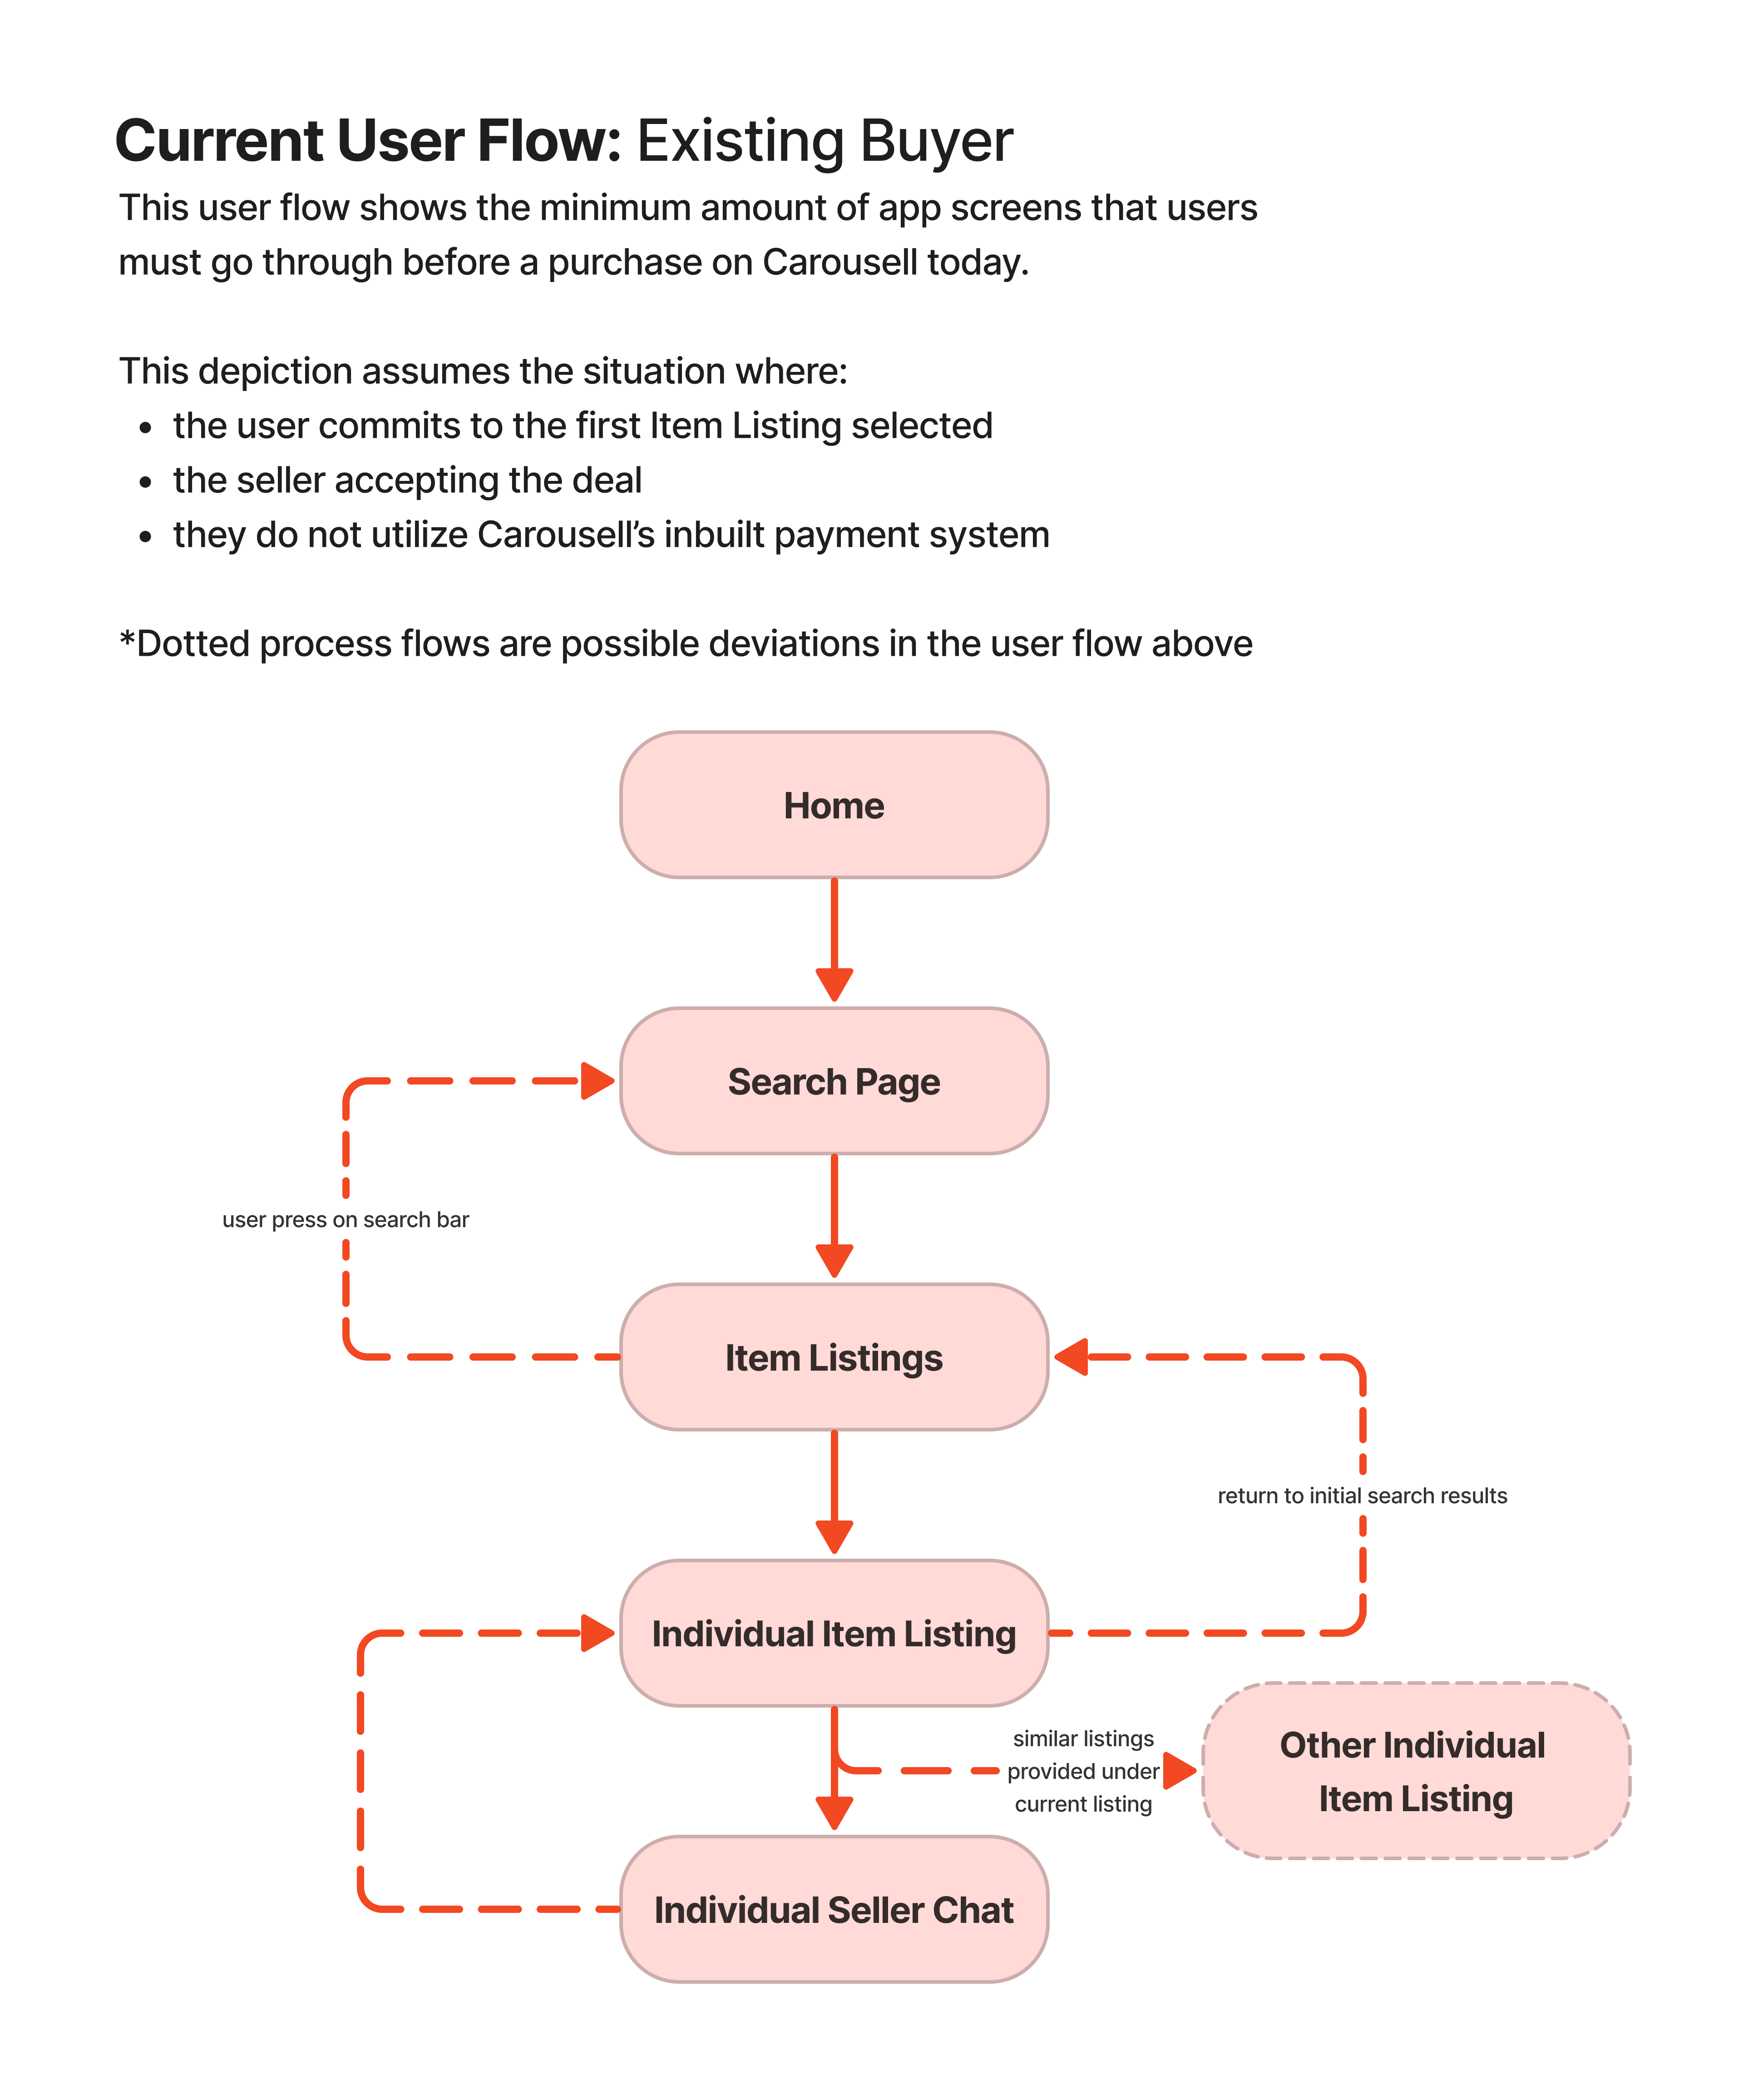 Current User Flow: Existing Buyer
This user flow shows the minimum amount of app screens that users
must go through before a purchase on Carousell today.
This depiction assumes the situation where:
• the user commits to the first Item Listing selected
• the seller accepting the deal
• they do not utilize Carousell’s inbuilt payment system
*Dotted process flows are possible deviations in the user flow above
Home
Search Page
user press on search bar
Item Listings
return to initial search results
Individual Item Listing
similar listings
provided under
current listing
Other Individual
Item Listing
Individual Seller Chat